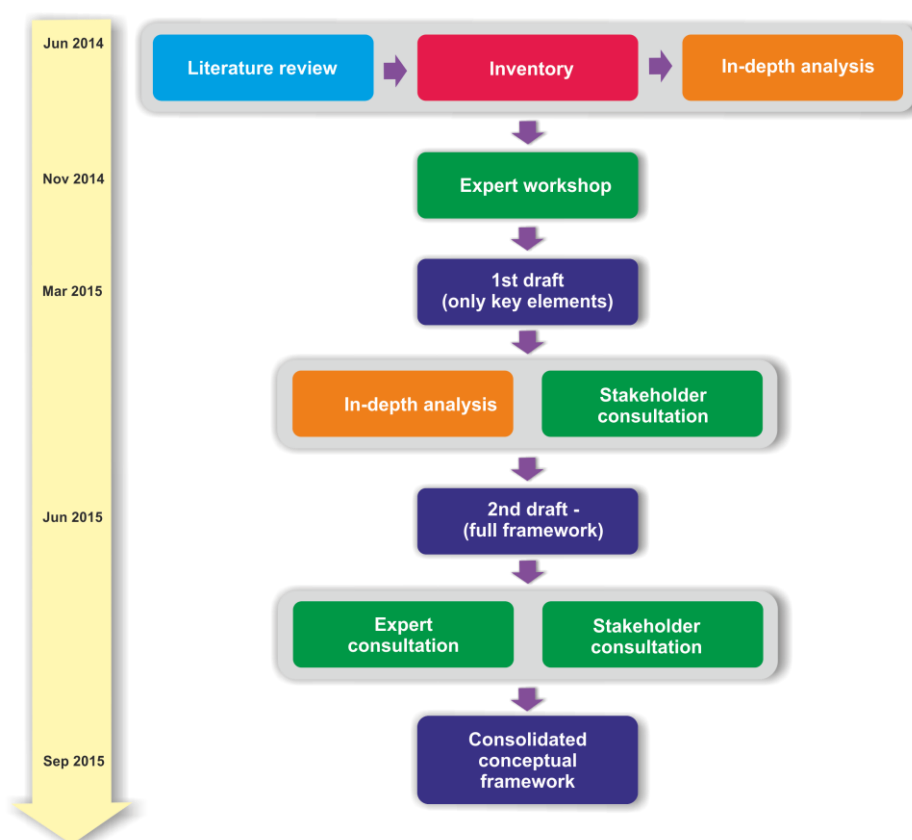 Jun 2014
Literature review
Inventory
In-depth analysis
Nov 2014
Expert workshop
Mar 2015
1st draft
(only key elements)
In-depth analysis
Stakeholder
consultation
Jun 2015
2nd draft -
(full framework)
Expert
consultation
Stakeholder
consultation
Sep 2015
Consolidated
conceptual
framework